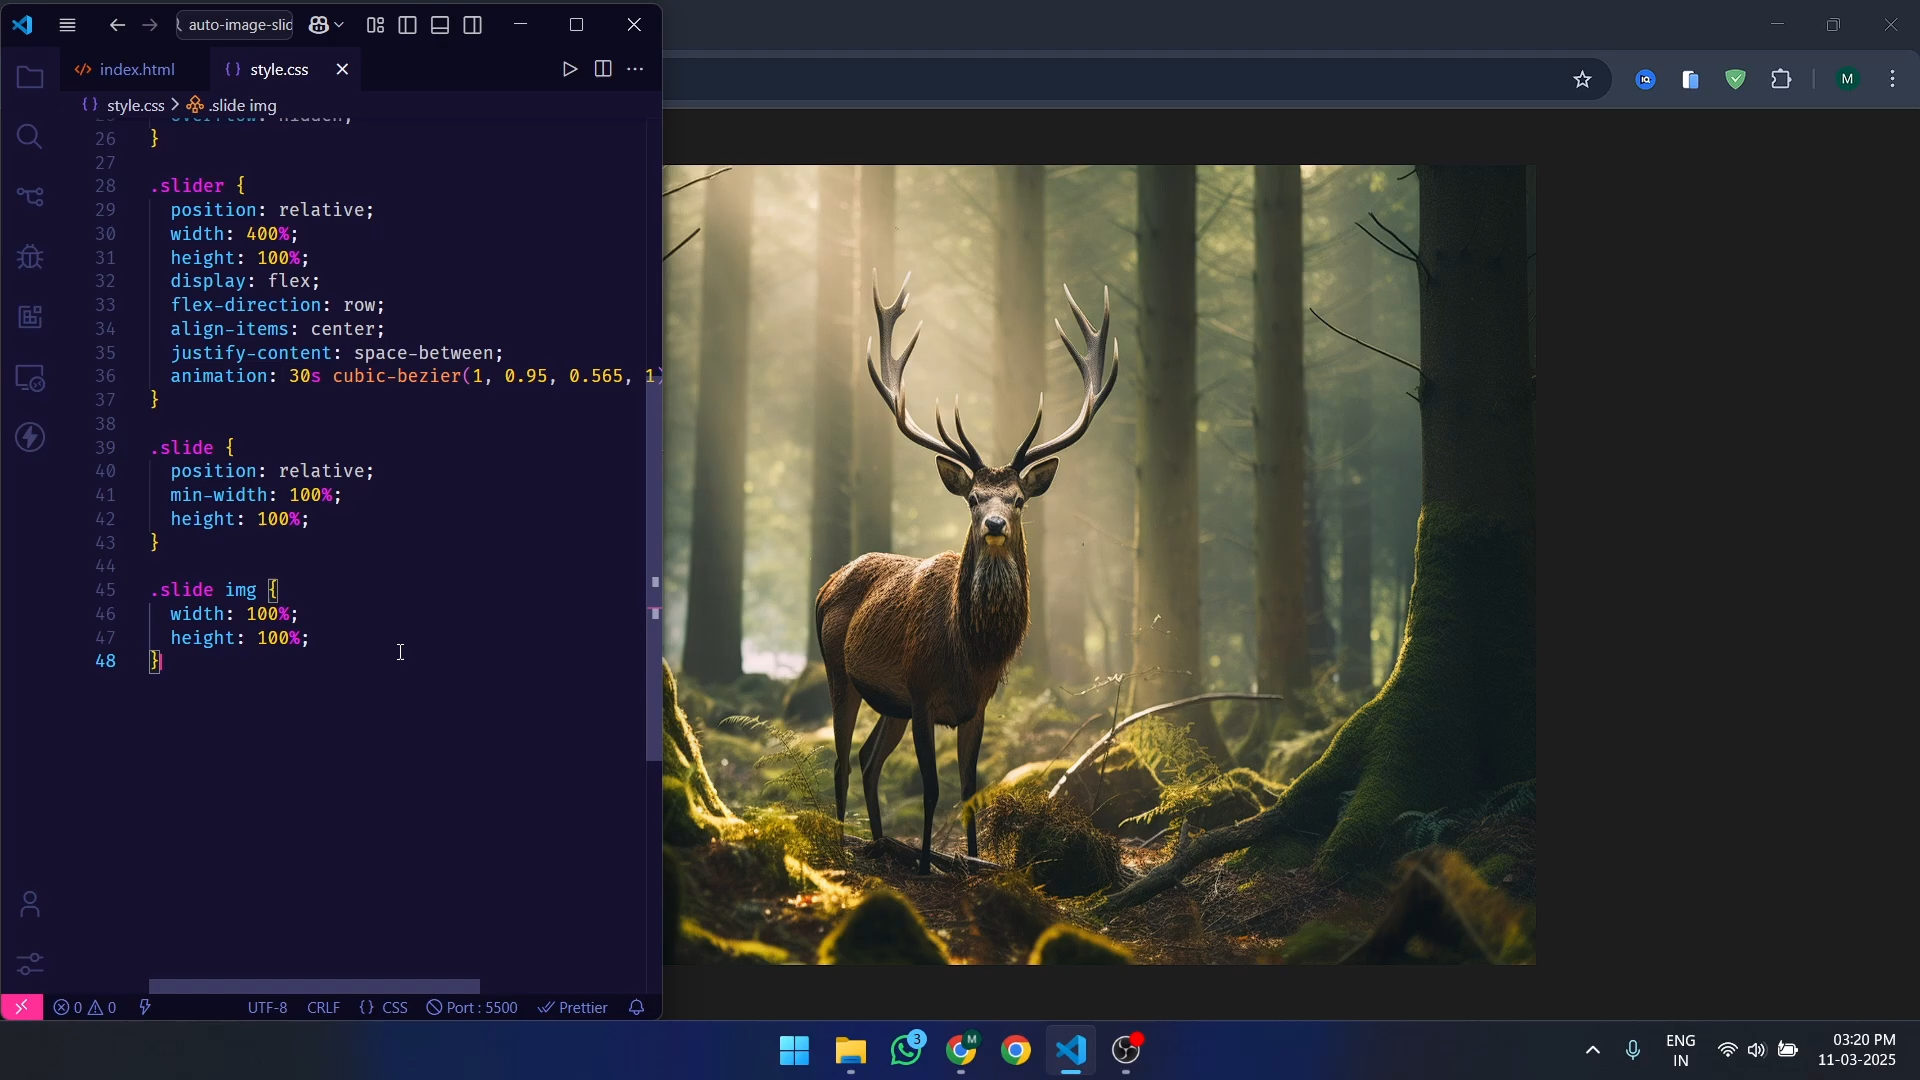 auto-image-slid
index.html
style.css
style.css > .slide img
26 }
27
28 .slider {
29 position: relative;
30 width: 400%;
31 height: 100%;
32 display: flex;
33 flex-direction: row;
34 align-items: center;
35 justify-content: space-between;
36 animation: 30s cubic-bezier(1, 0.95, 0.565, 1)
37 }
38
39 .slide {
40 position: relative;
41 min-width: 100%;
42 height: 100%;
43 }
44
45 .slide img {
46 width: 100%;
47 height: 100%;
48 }
0 0 UTF-8 CRLF {} CSS Port : 5500 Prettier
M
IQ
3
M
ENG
IN
03:20 PM
11-03-2025